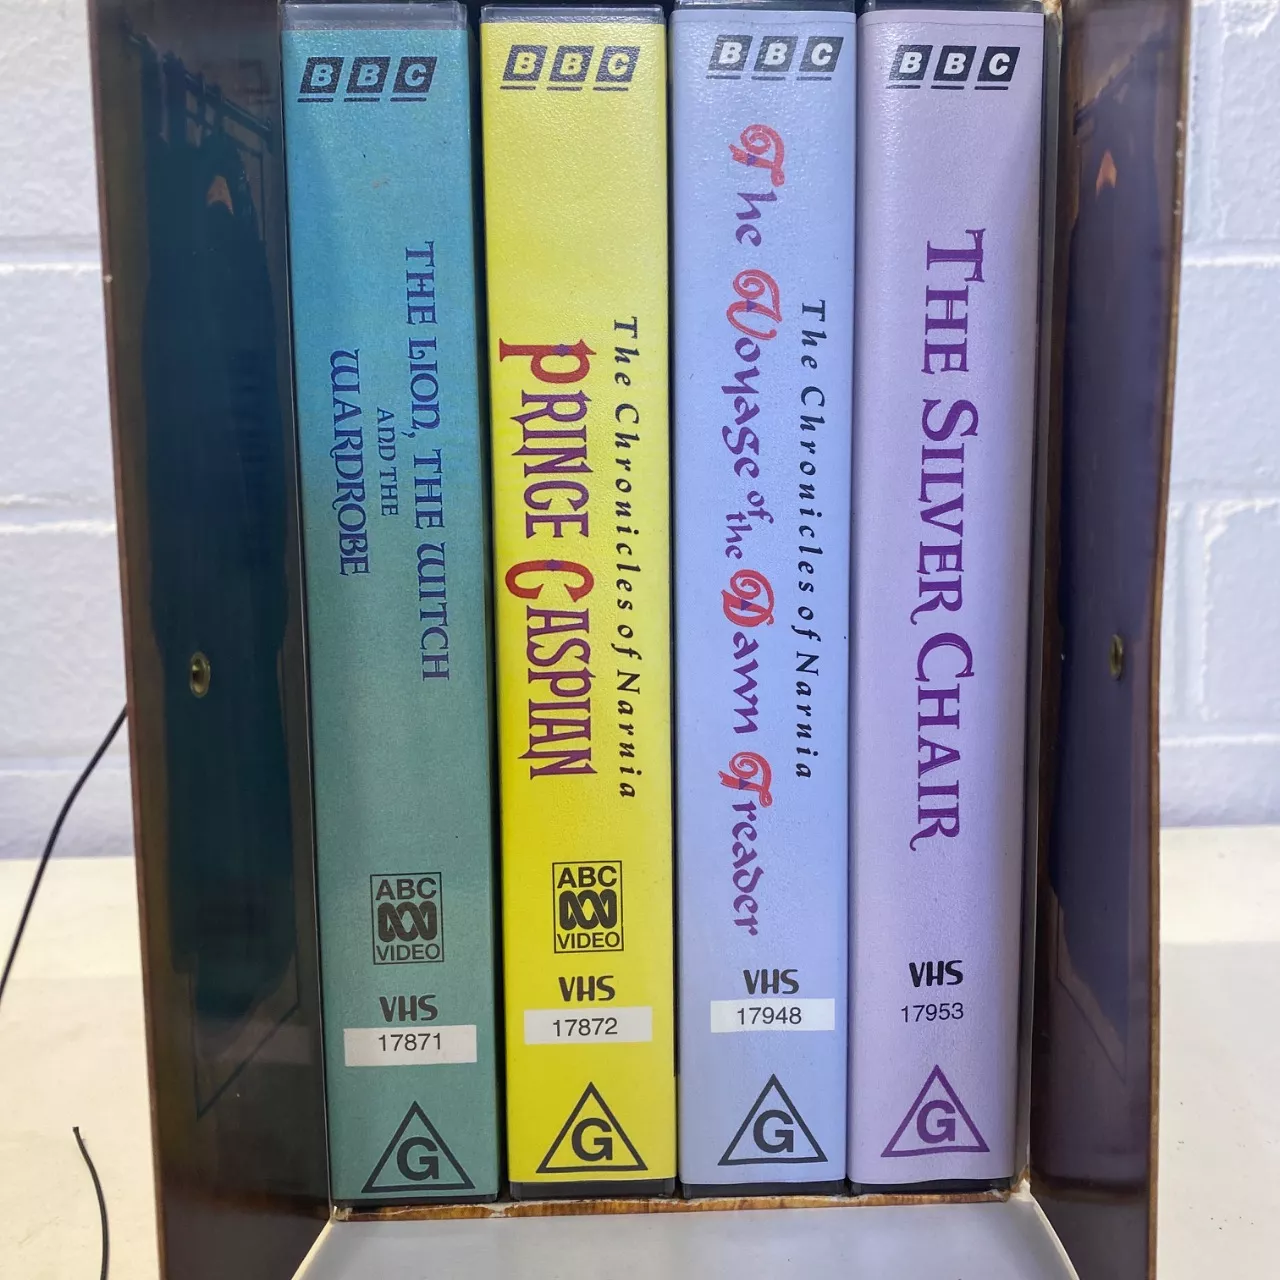 BBC
THE LION, THE WITCH
AND THE
WARDROBE
ABC
VIDEO
VHS
17871
G
BBC
The Chronicles of Narnia
PRINCE CASPIAN
ABC
VIDEO
VHS
17872
G
BBC
The Chronicles of Narnia
The Voyage of the Dawn Treader
VHS
17948
G
BBC
THE SILVER CHAIR
VHS
17953
G